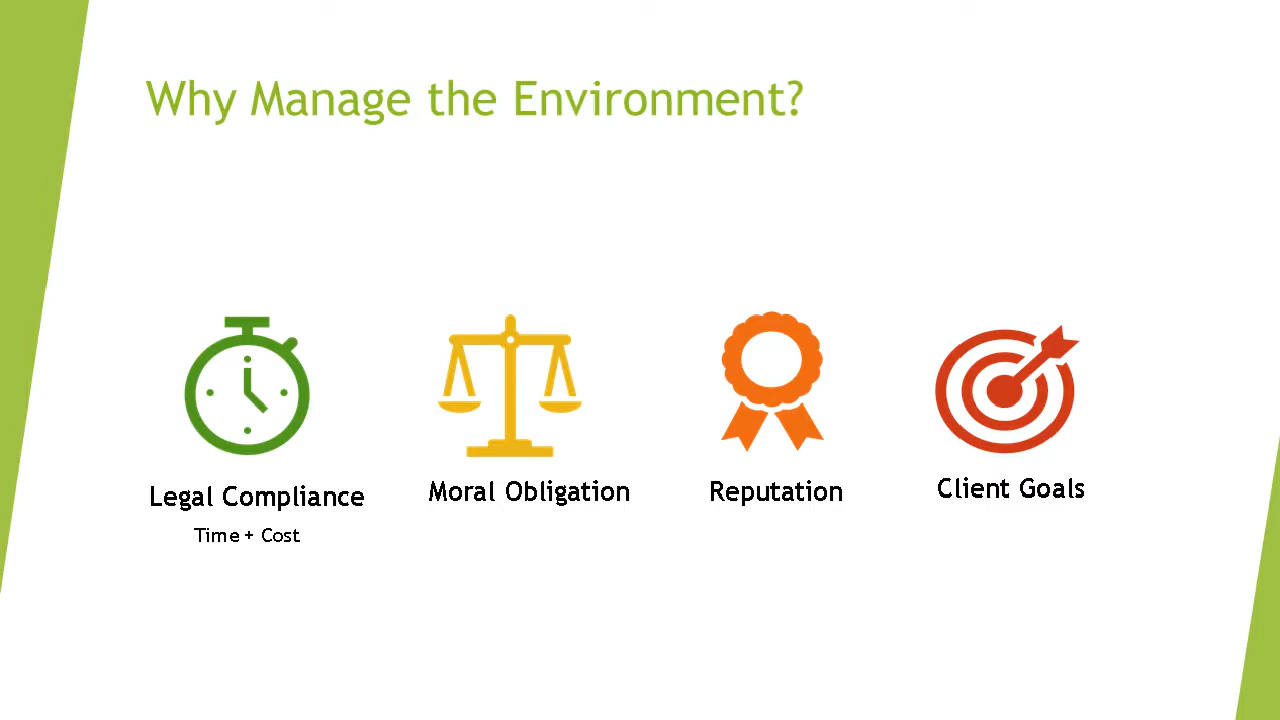 Why Manage the Environment?
Legal Compliance
Time + Cost
Moral Obligation
Reputation
Client Goals